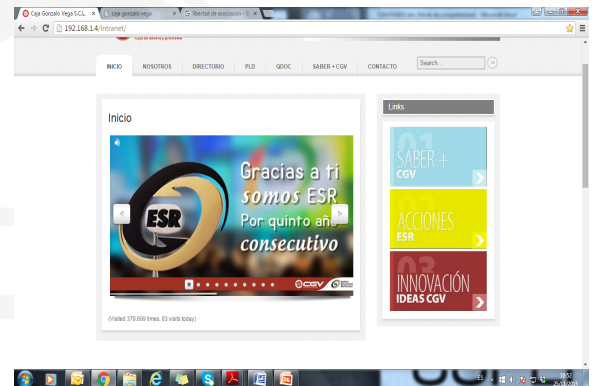 Caja Gonzalo Vega S.C.L.
caja gonzalo vega
libertad de asociacion - B
192.168.1.4/intranet/
INICIO
NOSOTROS
DIRECTORIO
PLD
QDOC
SABER + CGV
CONTACTO
Search...
Inicio
Gracias a ti
somos ESR
Por quinto año
consecutivo
ESR
CGV
(Visited 379.699 times, 83 visits today)
Links
01
SABER +
CGV
ACCIONES
ESR
03
INNOVACIÓN
IDEAS CGV
ES
10:52